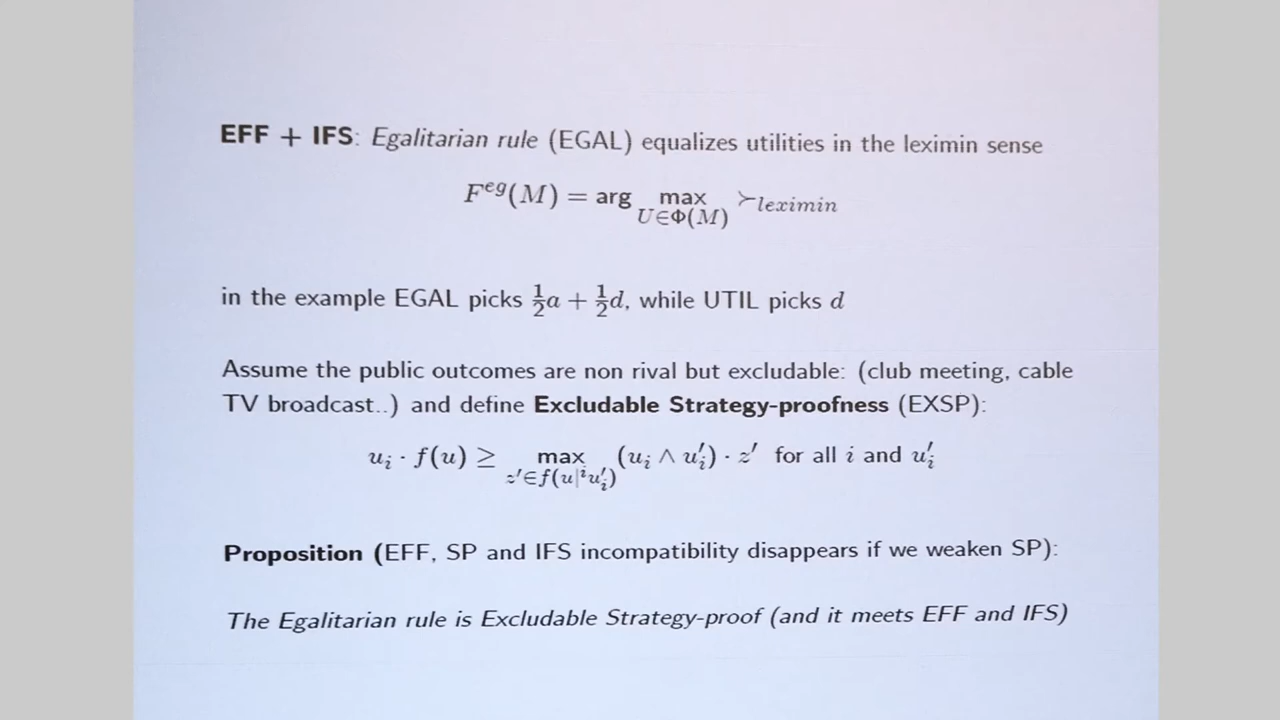 EFF + IFS: Egalitarian rule (EGAL) equalizes utilities in the leximin sense
F^{eg}(M) = arg max_{U∈Φ(M)} ≻_{leximin}
in the example EGAL picks ½a + ½d, while UTIL picks d
Assume the public outcomes are non rival but excludable: (club meeting, cable
TV broadcast..) and define Excludable Strategy-proofness (EXSP):
u_i · f(u) ≥ max_{z′∈f(u|^i u′_i)} (u_i ∧ u′_i) · z′ for all i and u′_i
Proposition (EFF, SP and IFS incompatibility disappears if we weaken SP):
The Egalitarian rule is Excludable Strategy-proof (and it meets EFF and IFS)